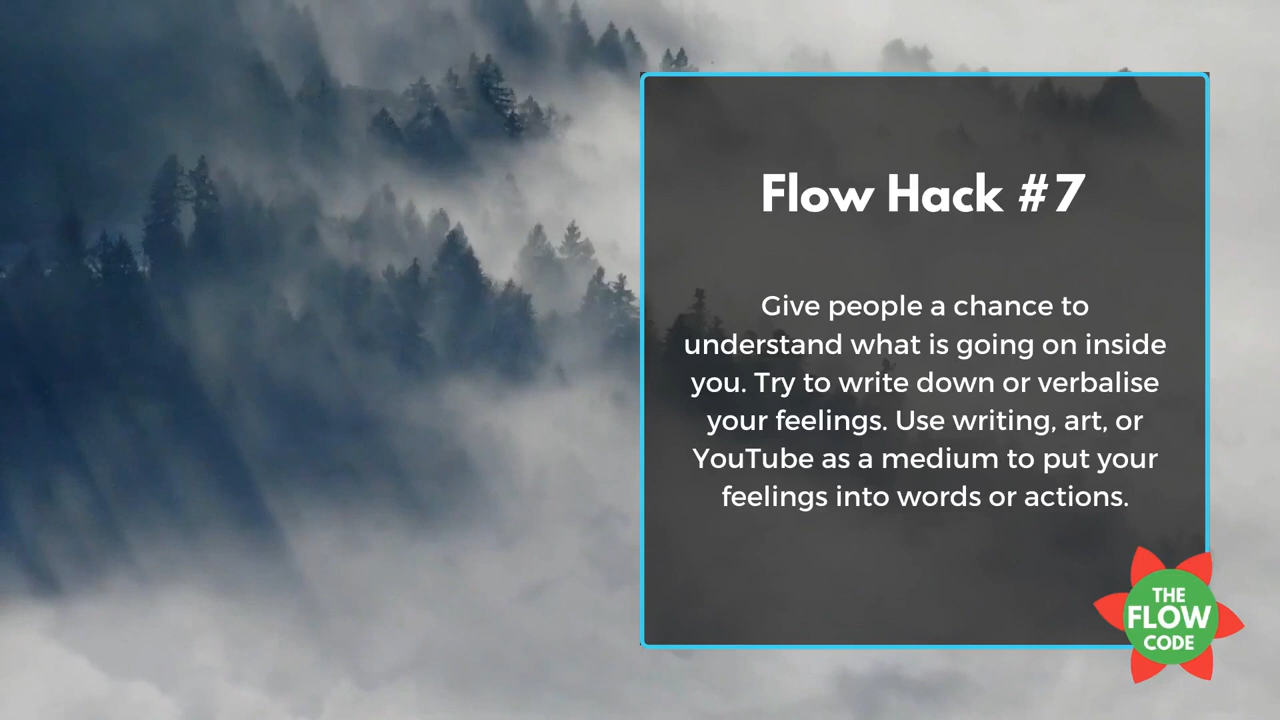 Flow Hack #7
Give people a chance to
understand what is going on inside
you. Try to write down or verbalise
your feelings. Use writing, art, or
YouTube as a medium to put your
feelings into words or actions.
THE
FLOW
CODE